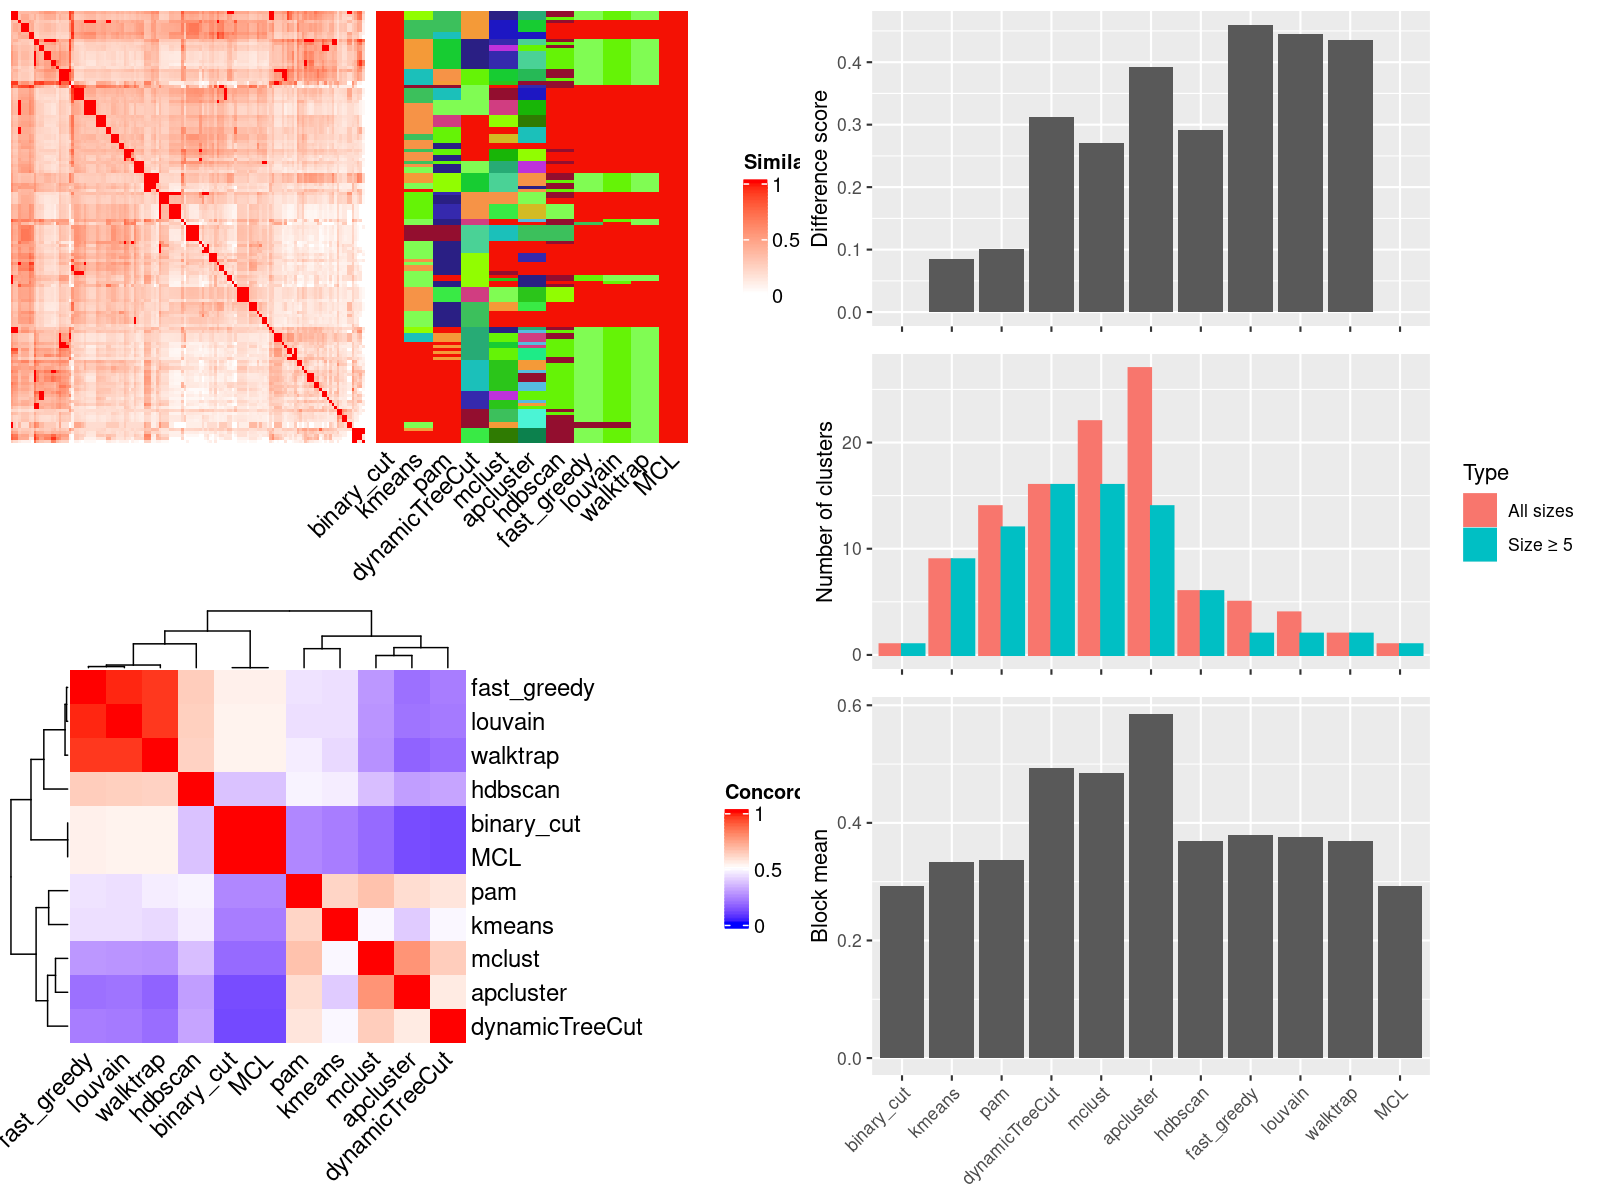 Simila
1
0.5
0
binary_cut
kmeans
pam
dynamicTreeCut
mclust
apcluster
hdbscan
fast_greedy
louvain
walktrap
MCL
fast_greedy
louvain
walktrap
hdbscan
binary_cut
MCL
pam
kmeans
mclust
apcluster
dynamicTreeCut
Concord
1
0.5
0
fast_greedy
louvain
walktrap
hdbscan
binary_cut
MCL
pam
kmeans
mclust
apcluster
dynamicTreeCut
Difference score
0.4
0.3
0.2
0.1
0.0
Number of clusters
20
10
0
Type
All sizes
Size ≥ 5
Block mean
0.6
0.4
0.2
0.0
binary_cut
kmeans
pam
dynamicTreeCut
mclust
apcluster
hdbscan
fast_greedy
louvain
walktrap
MCL